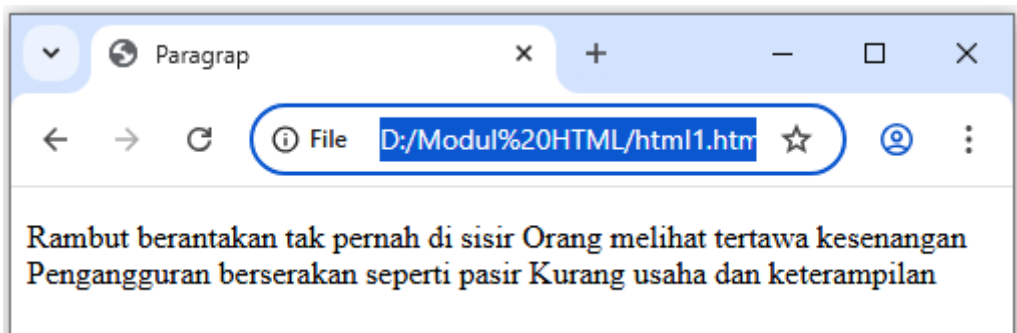 Paragrap
File D:/Modul%20HTML/html1.htm
Rambut berantakan tak pernah di sisir Orang melihat tertawa kesenangan
Pengangguran berserakan seperti pasir Kurang usaha dan keterampilan